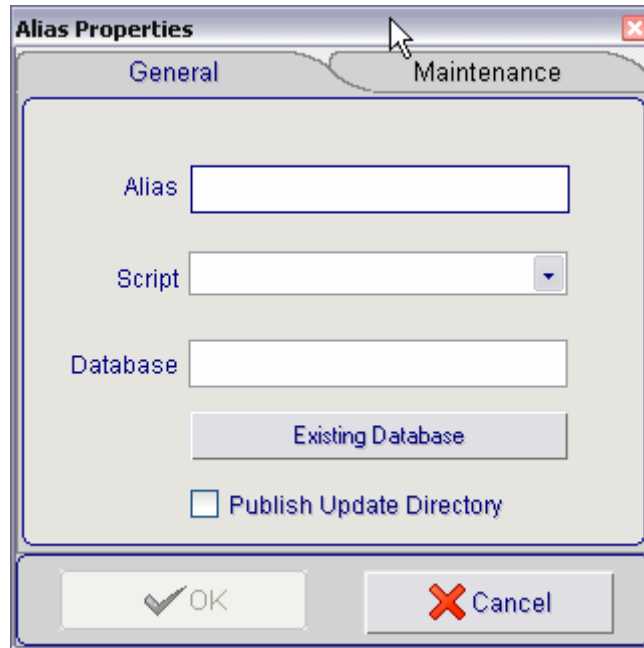 Alias Properties
General Maintenance
Alias
Script
Database
Existing Database
Publish Update Directory
OK Cancel